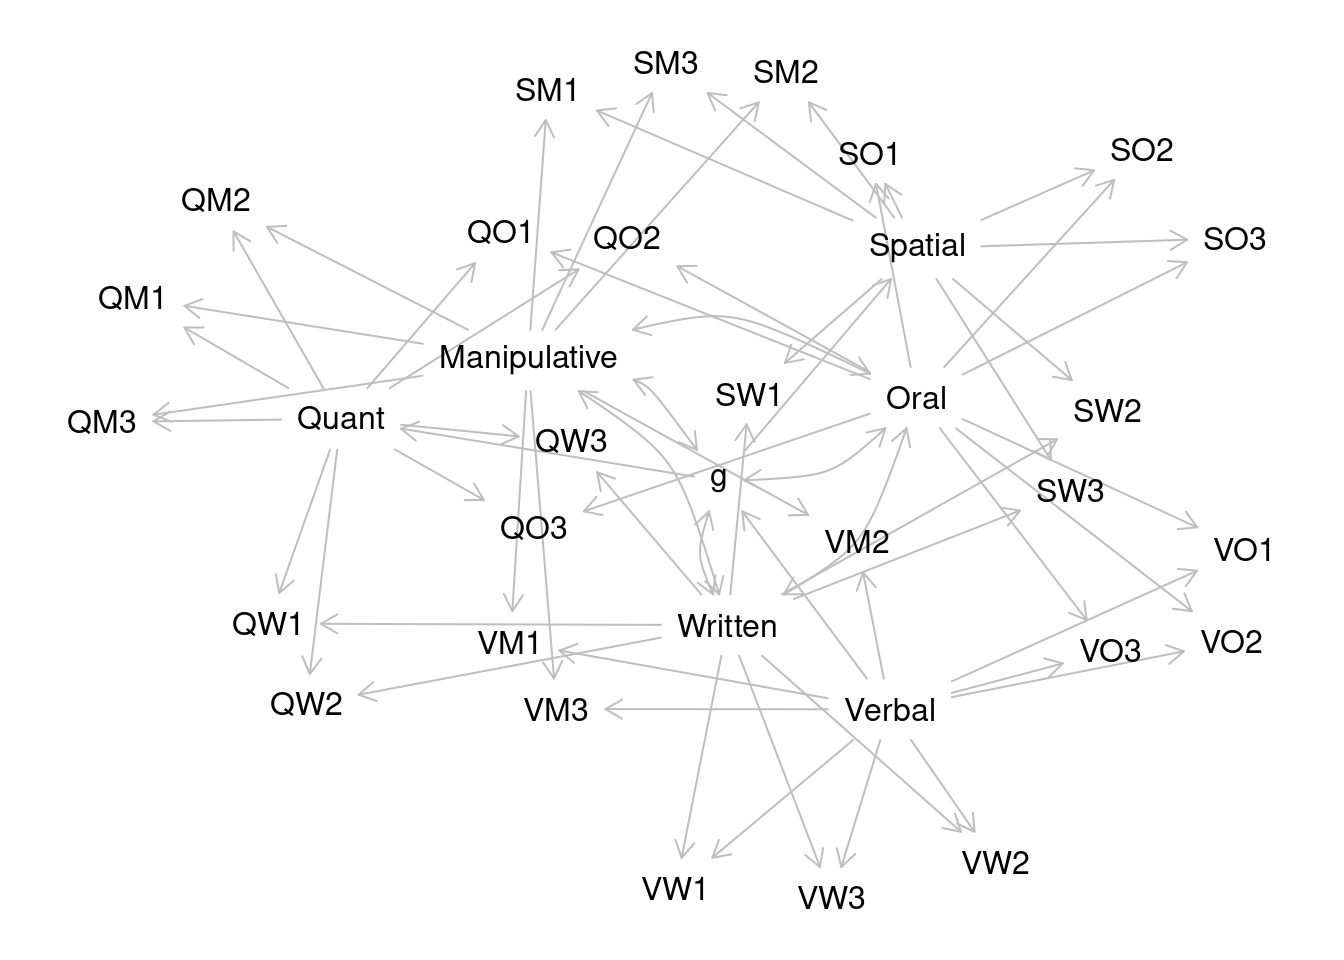 SM3
SM2
SM1
SO1
SO2
QM2
QO1
QO2
Spatial
SO3
QM1
Manipulative
SW1
Oral
SW2
QM3
Quant
QW3
g
SW3
QO3
VM2
VO1
QW1
Written
VM1
VO3
VO2
QW2
VM3
Verbal
VW2
VW1
VW3